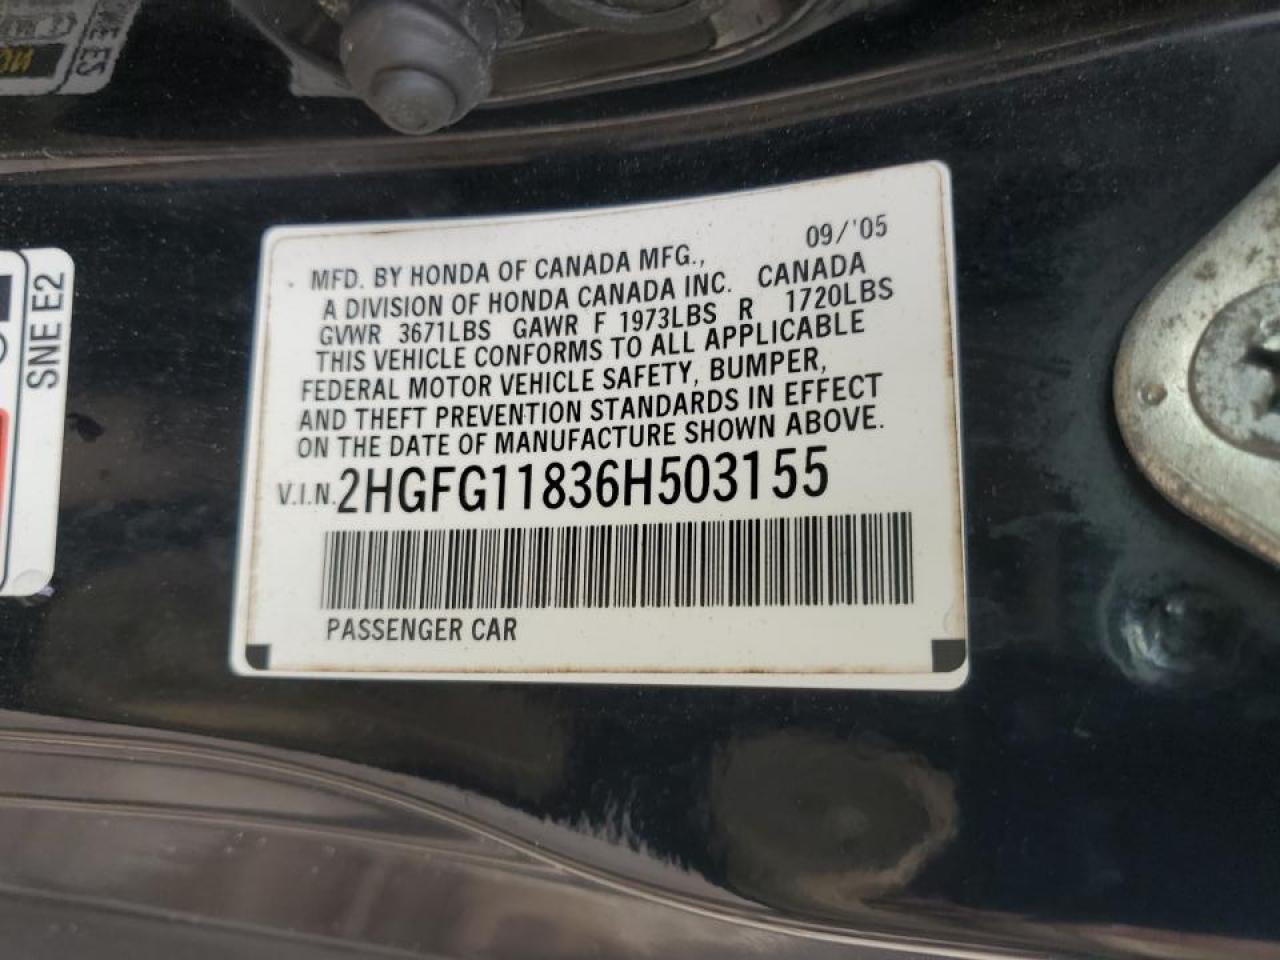 09/'05
MFD. BY HONDA OF CANADA MFG.,
A DIVISION OF HONDA CANADA INC. CANADA
GVWR 3671LBS GAWR F 1973LBS R 1720LBS
THIS VEHICLE CONFORMS TO ALL APPLICABLE
FEDERAL MOTOR VEHICLE SAFETY, BUMPER,
AND THEFT PREVENTION STANDARDS IN EFFECT
ON THE DATE OF MANUFACTURE SHOWN ABOVE.
V.I.N. 2HGFG11836H503155
PASSENGER CAR
SNE E2